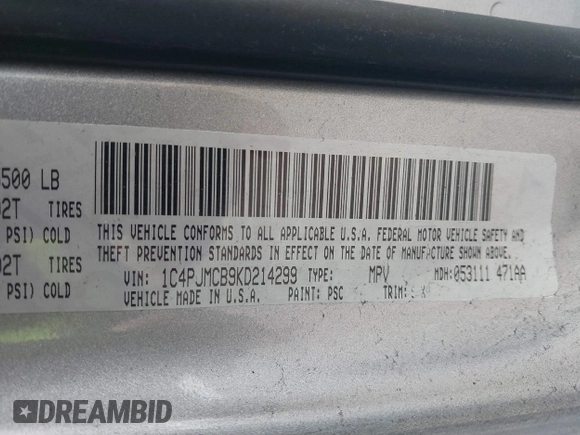 500 LB
02T TIRES
PSI) COLD
02T TIRES
PSI) COLD
THIS VEHICLE CONFORMS TO ALL APPLICABLE U.S.A. FEDERAL MOTOR VEHICLE SAFETY AND
THEFT PREVENTION STANDARDS IN EFFECT ON THE DATE OF MANUFACTURE SHOWN ABOVE.
VIN: 1C4PJMCB9KD214299 TYPE: MPV MDH: 053111 471AA
VEHICLE MADE IN U.S.A. PAINT: PSC TRIM:
DREAMBID